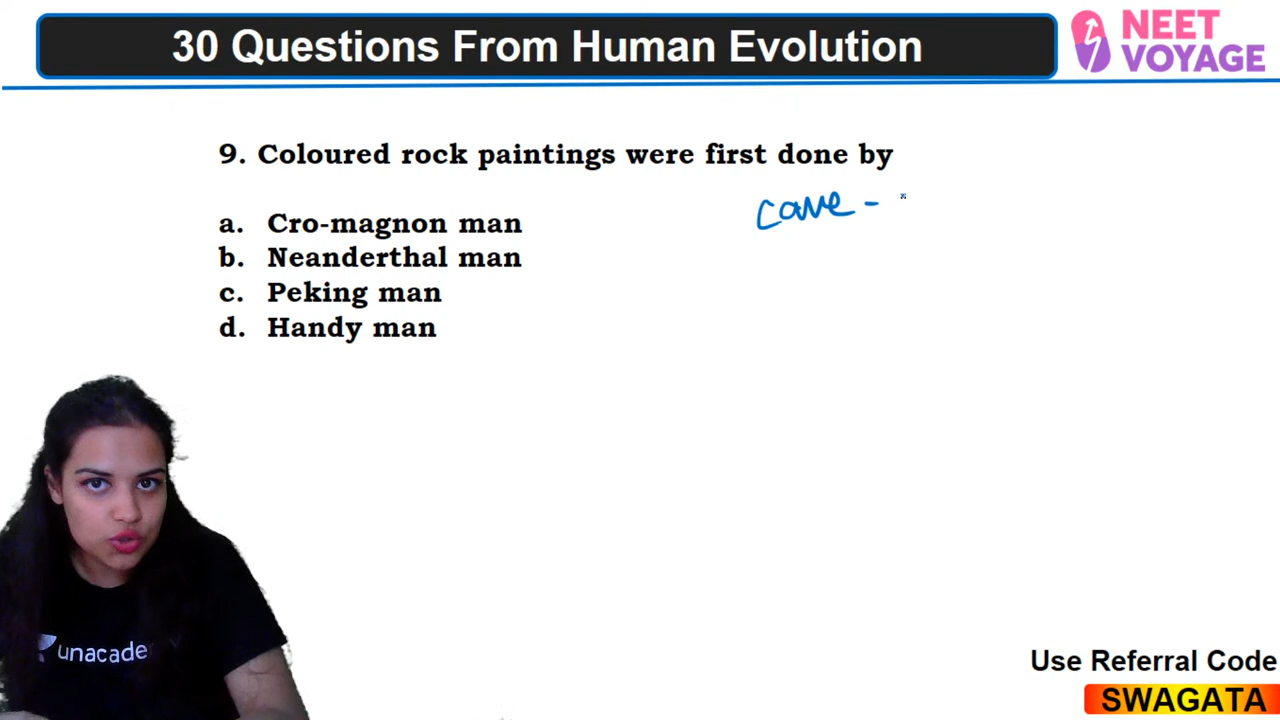 30 Questions From Human Evolution
NEET
VOYAGE
9. Coloured rock paintings were first done by
cave -
a. Cro-magnon man
b. Neanderthal man
c. Peking man
d. Handy man
unacade
Use Referral Code
SWAGATA